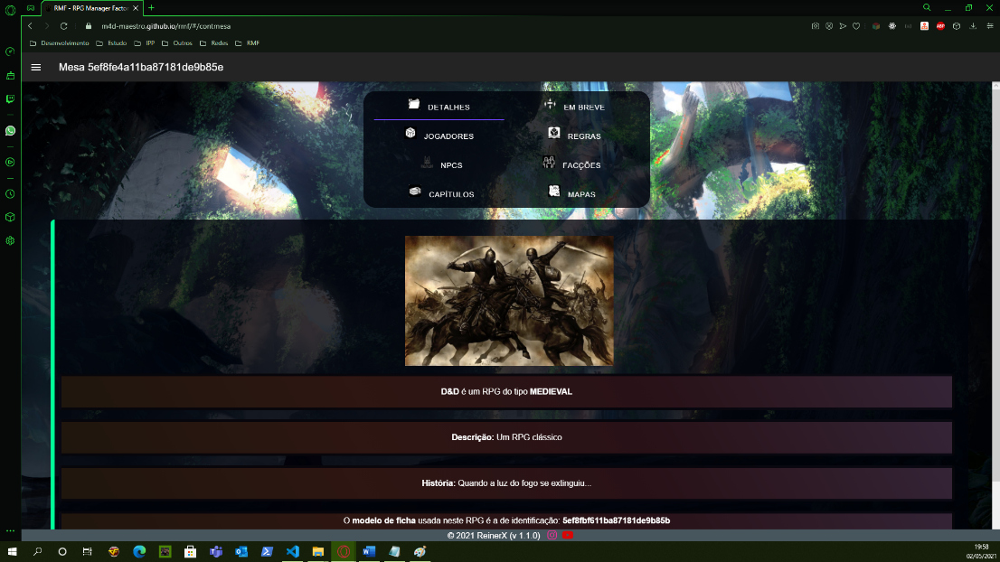 RMF - RPG Manager Factor
m4d-maestro.github.io/rmf/#/contmesa
Desenvolvimento Estudo IPP Outros Redes RMF
Mesa 5ef8fe4a11ba87181de9b85e
DETALHES EM BREVE
JOGADORES REGRAS
NPCS FACÇÕES
CAPÍTULOS MAPAS
D&D é um RPG do tipo MEDIEVAL
Descrição: Um RPG clássico
História: Quando a luz do fogo se extinguiu...
O modelo de ficha usada neste RPG é a de identificação: 5ef8fbf611ba87181de9b85b
© 2021 ReinerX (v 1.1.0)
ABP
19:58
02/05/2021